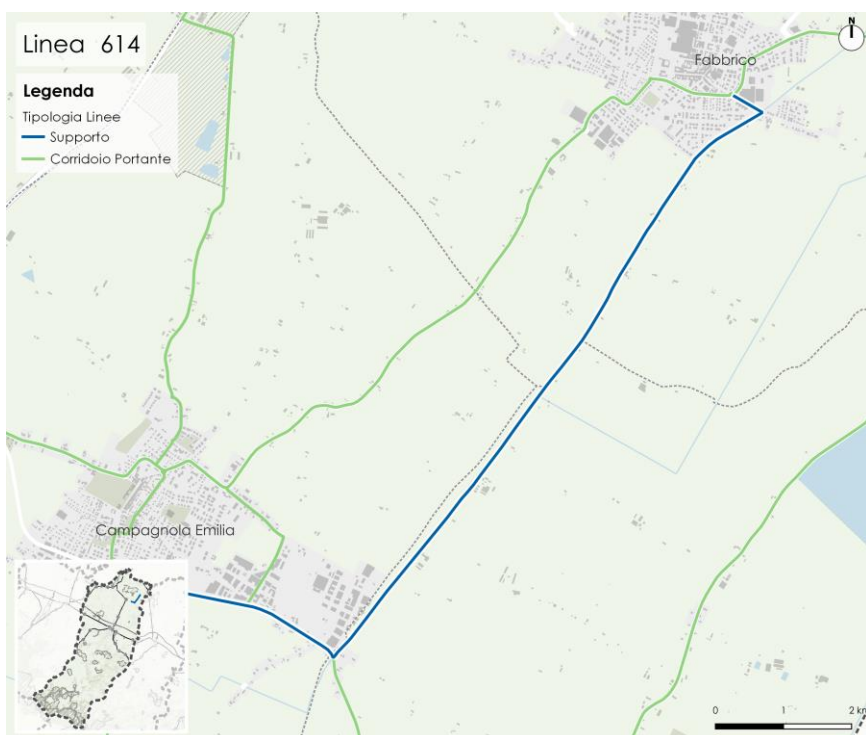 Linea 614
Legenda
Tipologia Linee
Supporto
Corridoio Portante
N
Fabbrico
Campagnola Emilia
0 1 2 km